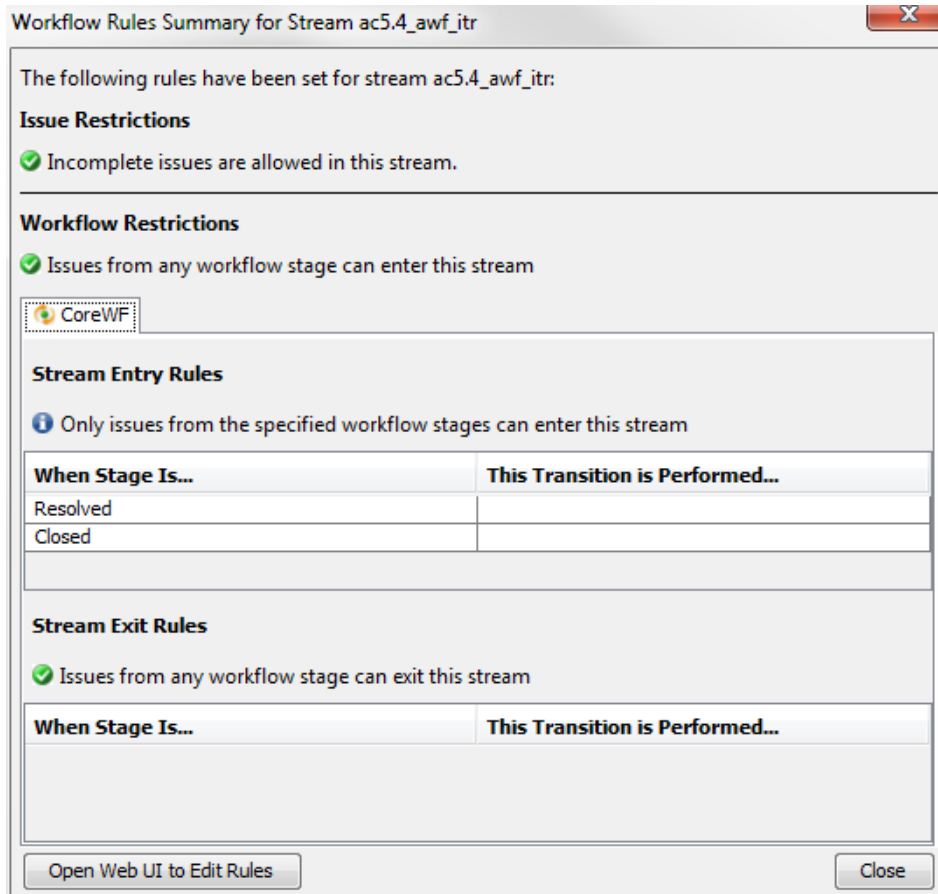 Workflow Rules Summary for Stream ac5.4_awf_itr
The following rules have been set for stream ac5.4_awf_itr:
Issue Restrictions
Incomplete issues are allowed in this stream.
Workflow Restrictions
Issues from any workflow stage can enter this stream
CoreWF
Stream Entry Rules
Only issues from the specified workflow stages can enter this stream
When Stage Is... This Transition is Performed...
Resolved
Closed
Stream Exit Rules
Issues from any workflow stage can exit this stream
When Stage Is... This Transition is Performed...
Open Web UI to Edit Rules Close